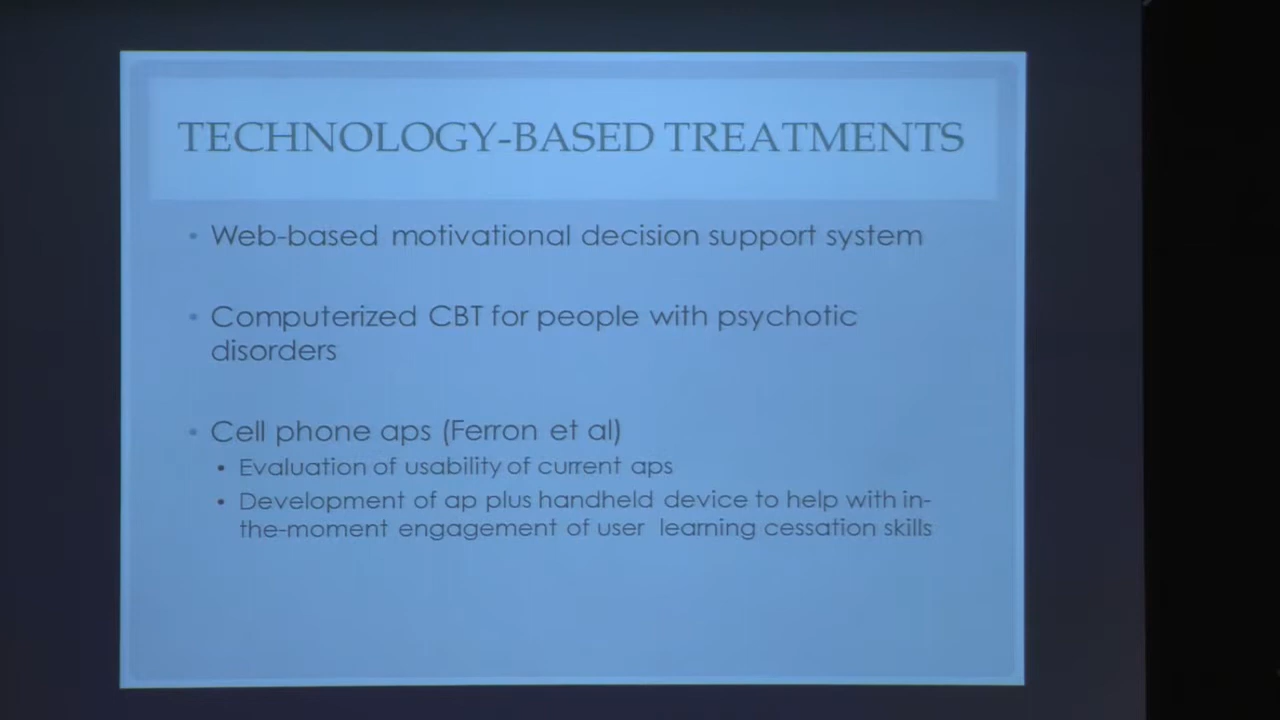 TECHNOLOGY-BASED TREATMENTS
• Web-based motivational decision support system
• Computerized CBT for people with psychotic
disorders
• Cell phone aps (Ferron et al)
• Evaluation of usability of current aps
• Development of ap plus handheld device to help with in-
the-moment engagement of user learning cessation skills